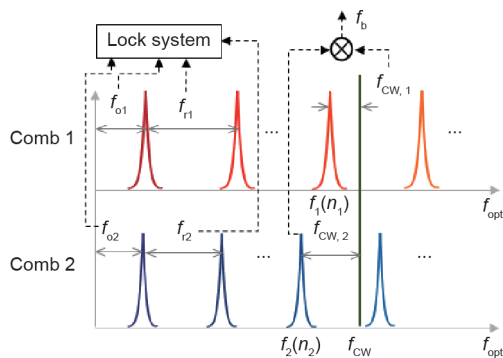 Lock system
f_b
f_o1
f_r1
...
f_CW, 1
...
Comb 1
f_1(n_1)
f_opt
f_o2
f_r2
f_CW, 2
...
...
Comb 2
f_2(n_2)
f_CW
f_opt